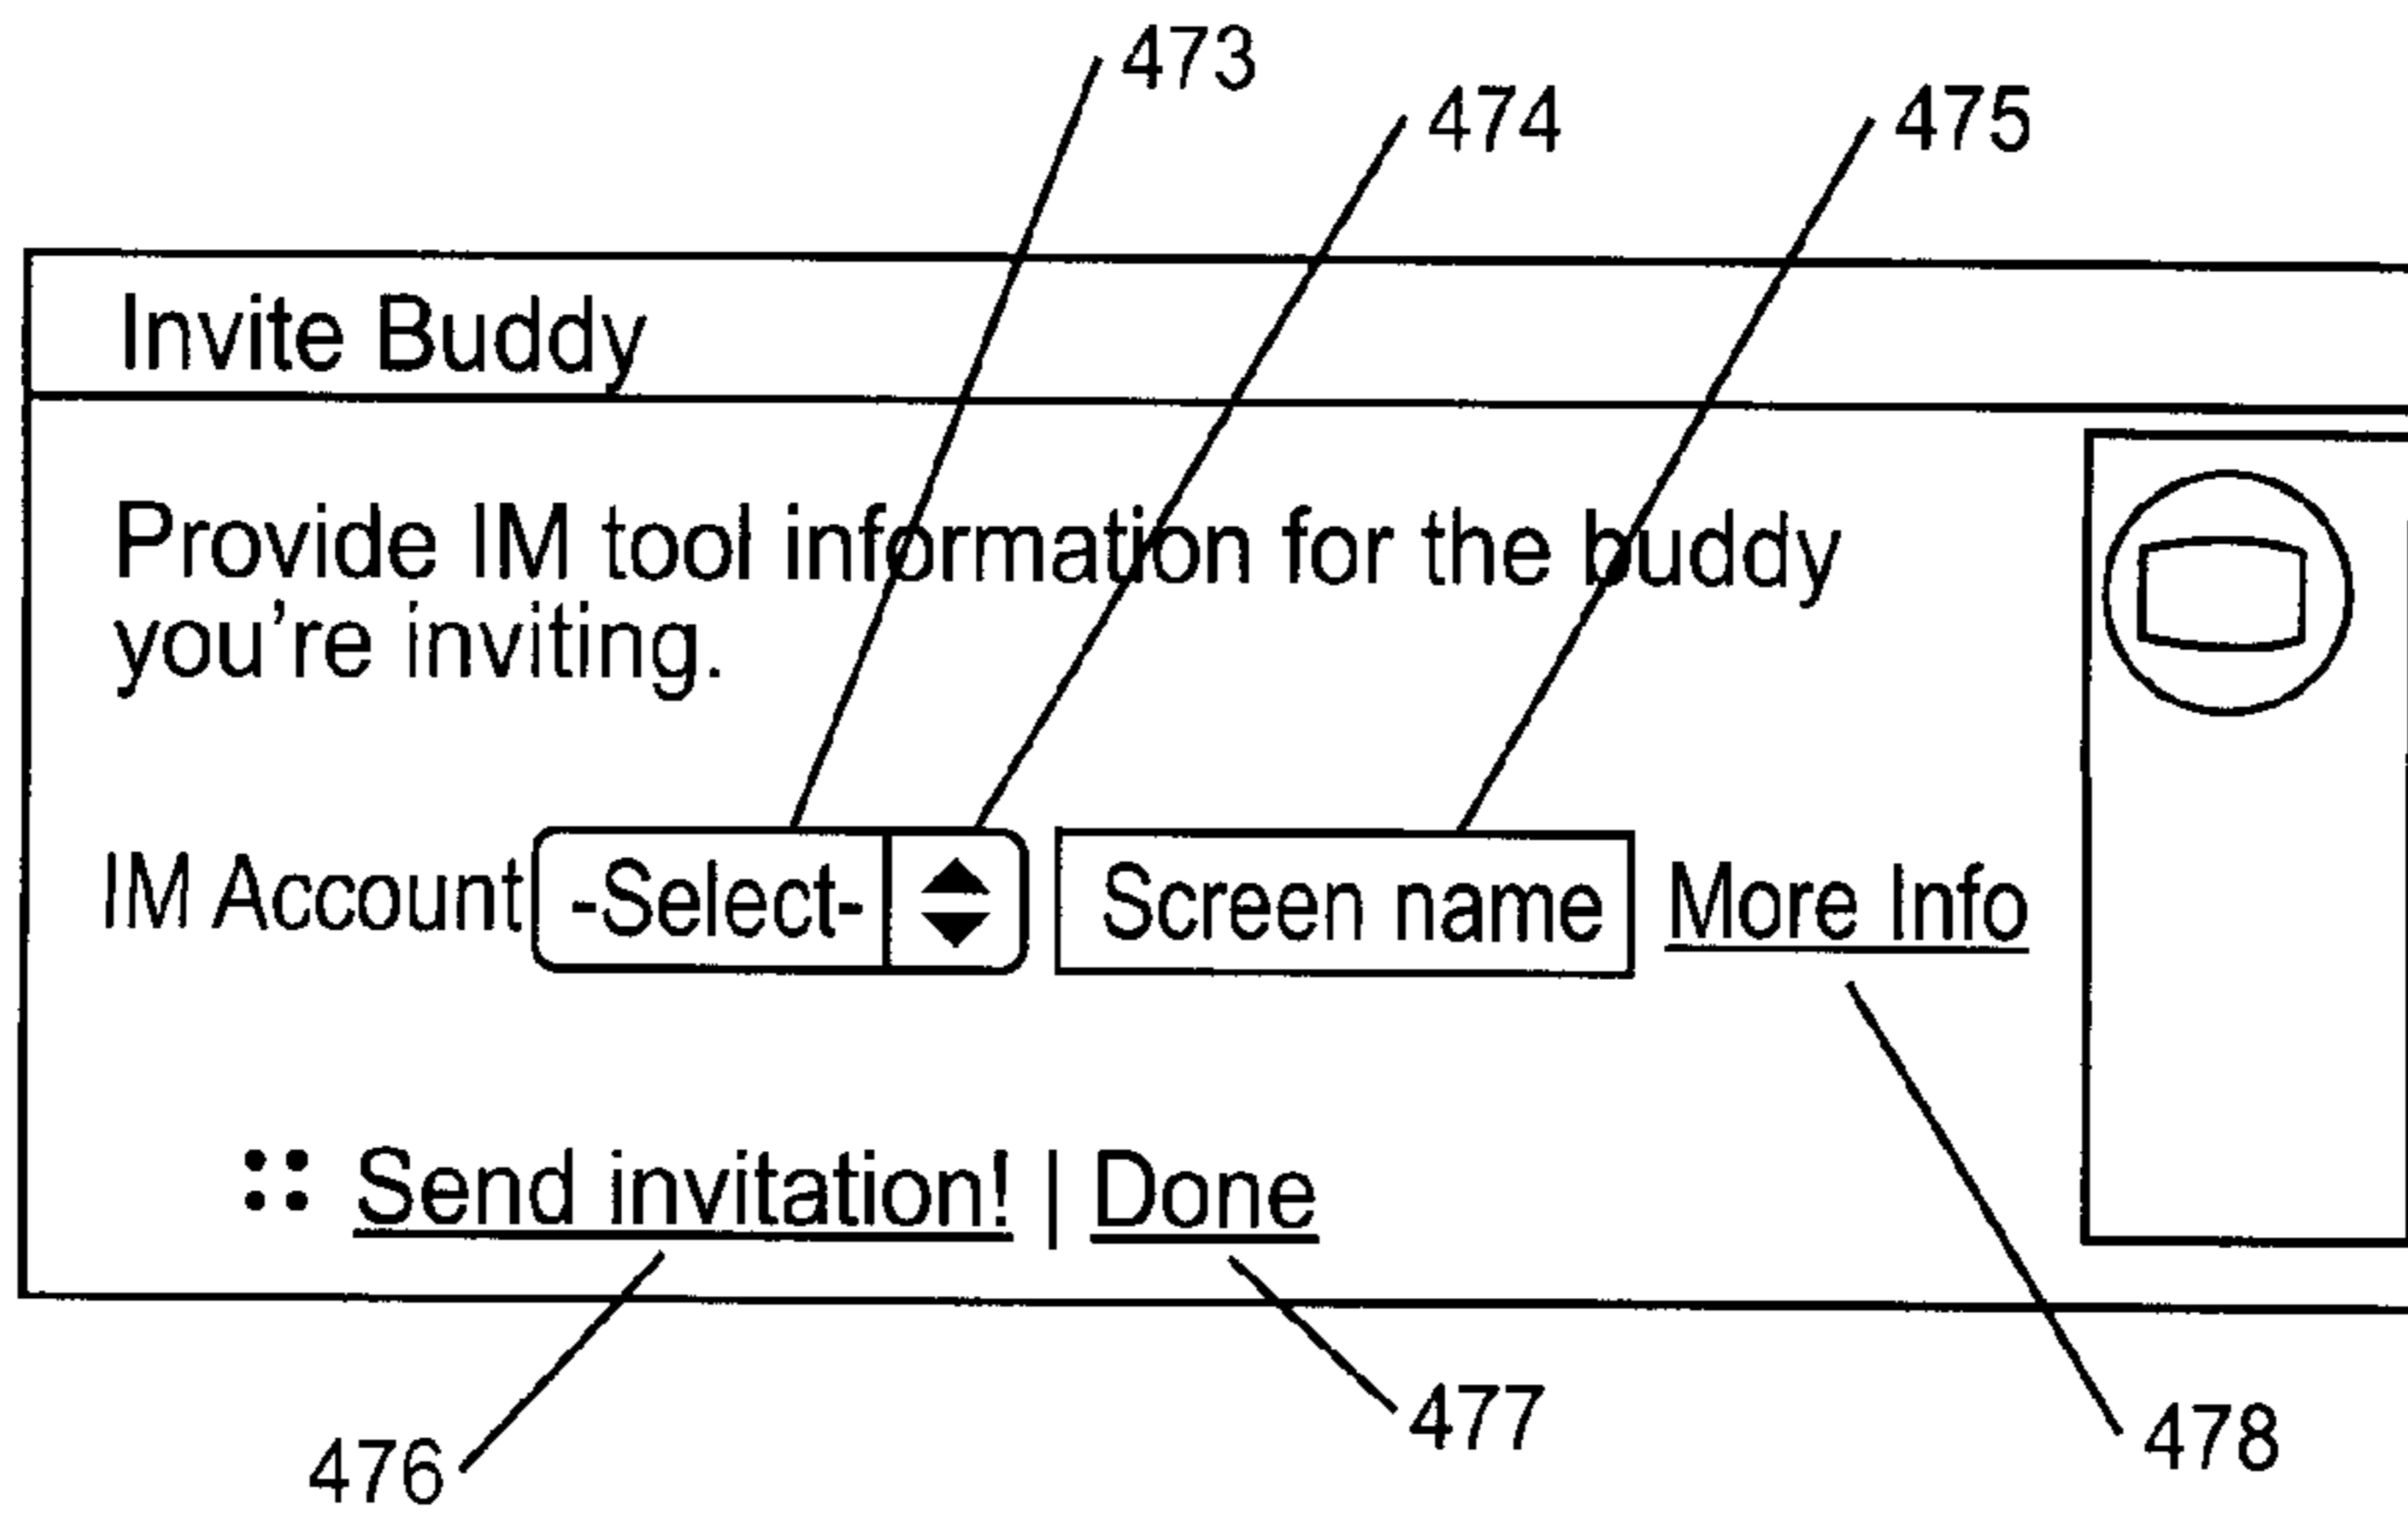 473
474
475
Invite Buddy
Provide IM tool information for the buddy
you're inviting.
IM Account -Select- Screen name More Info
Send invitation! | Done
476
477
478